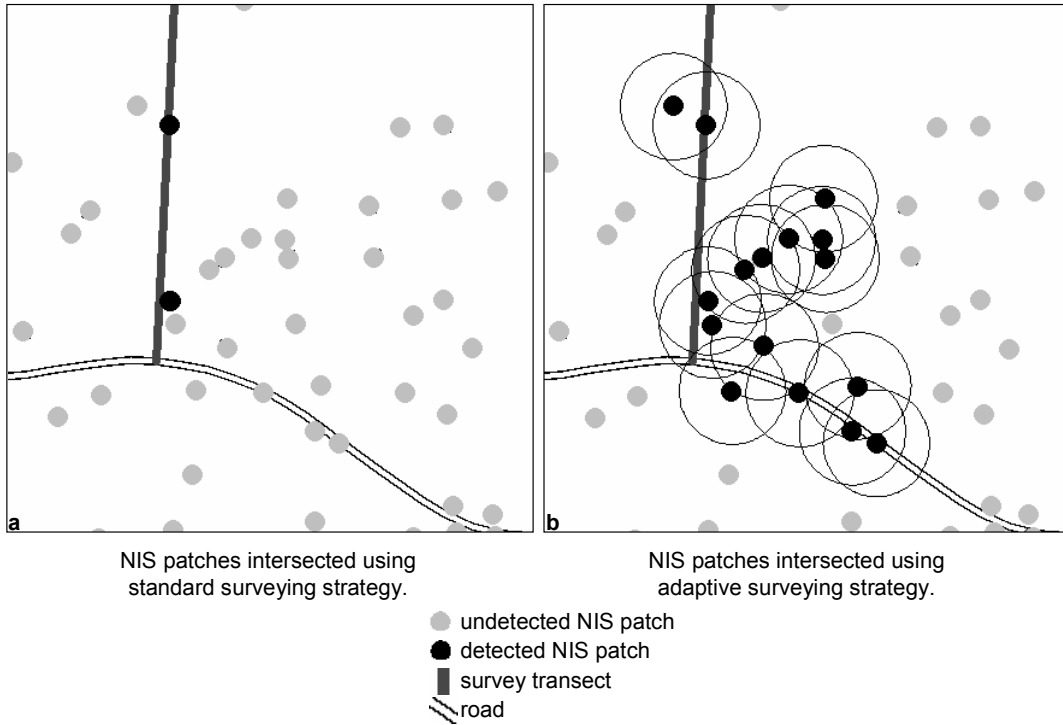 a
b
NIS patches intersected using
standard surveying strategy.
NIS patches intersected using
adaptive surveying strategy.
undetected NIS patch
detected NIS patch
survey transect
road